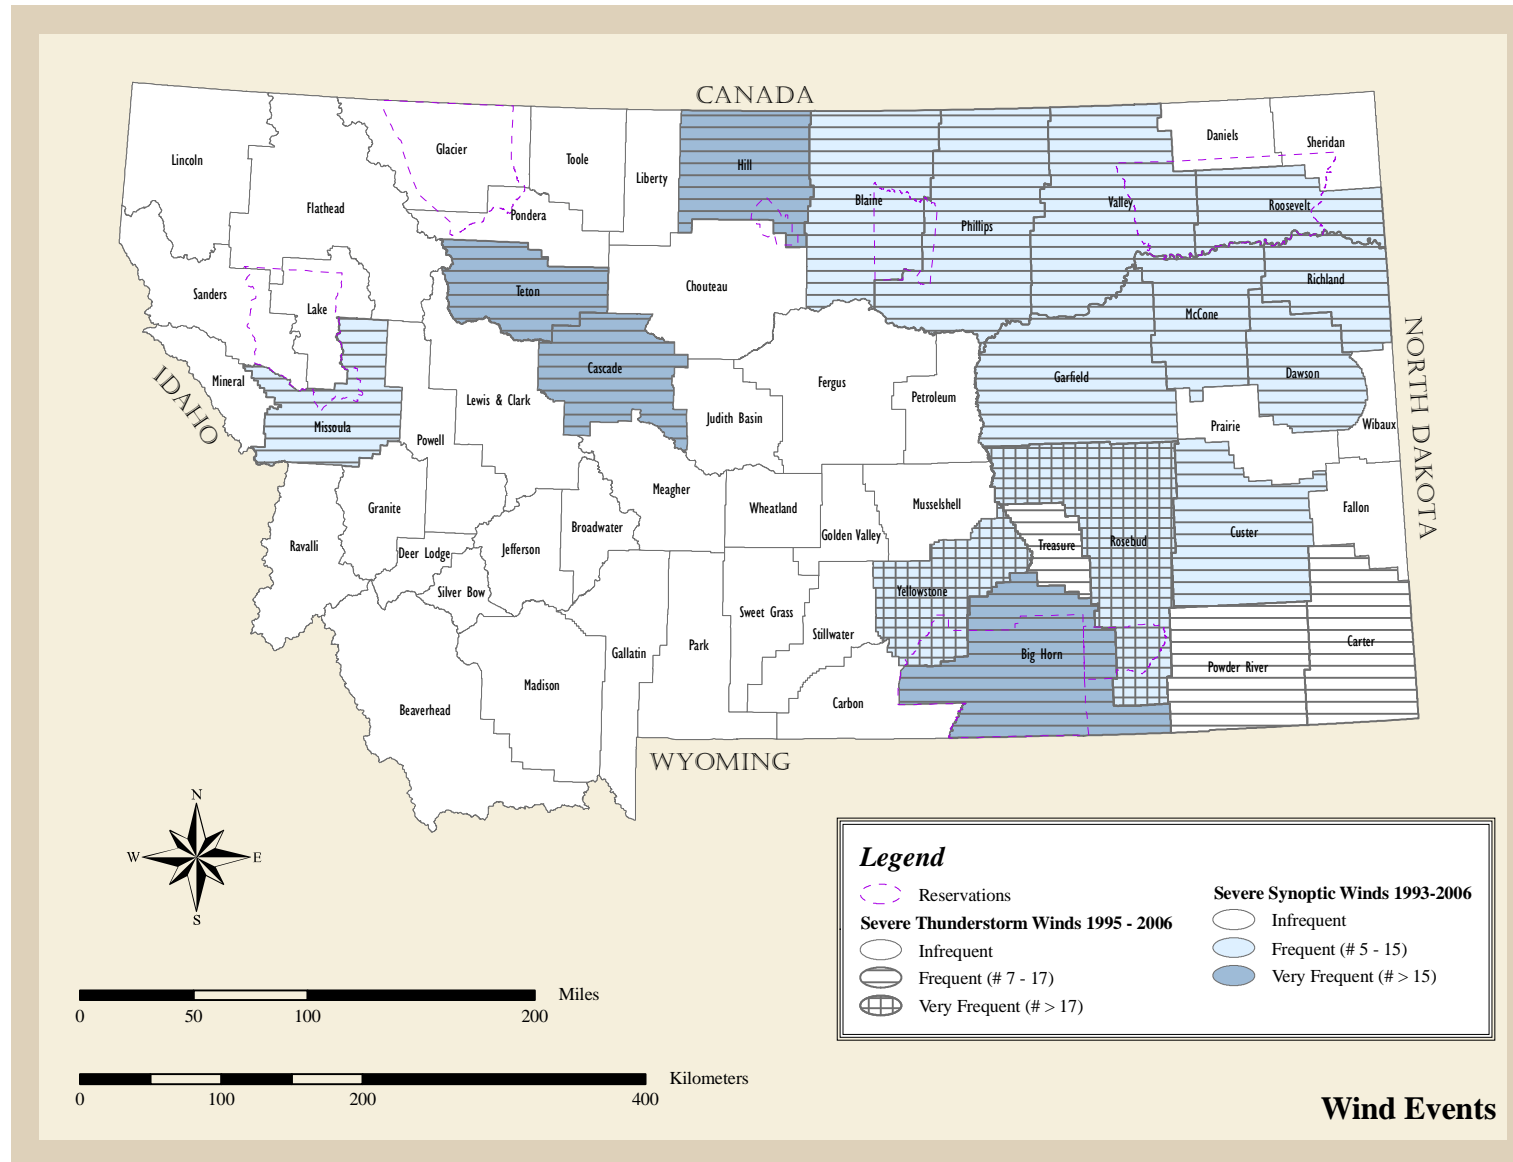 CANADA
Lincoln
Flathead
Glacier
Toole
Liberty
Hill
Blaine
Phillips
Valley
Daniels
Sheridan
Roosevelt
Pondera
Teton
Chouteau
Richland
McCone
Sanders
Lake
Cascade
Fergus
Petroleum
Garfield
Dawson
Prairie
Wibaux
Mineral
Missoula
Lewis & Clark
Powell
Judith Basin
NORTH DAKOTA
IDAHO
Meagher
Wheatland
Golden Valley
Musselshell
Treasure
Rosebud
Custer
Fallon
Granite
Ravalli
Deer Lodge
Jefferson
Broadwater
Silver Bow
Yellowstone
Sweet Grass
Stillwater
Gallatin
Park
Big Horn
Powder River
Carter
Madison
Beaverhead
Carbon
WYOMING
N
W
E
S
Legend
Reservations
Severe Thunderstorm Winds 1995 - 2006
Infrequent
Frequent (# 7 - 17)
Very Frequent (# > 17)
Severe Synoptic Winds 1993-2006
Infrequent
Frequent (# 5 - 15)
Very Frequent (# > 15)
Miles
0 50 100 200
Kilometers
0 100 200 400
Wind Events